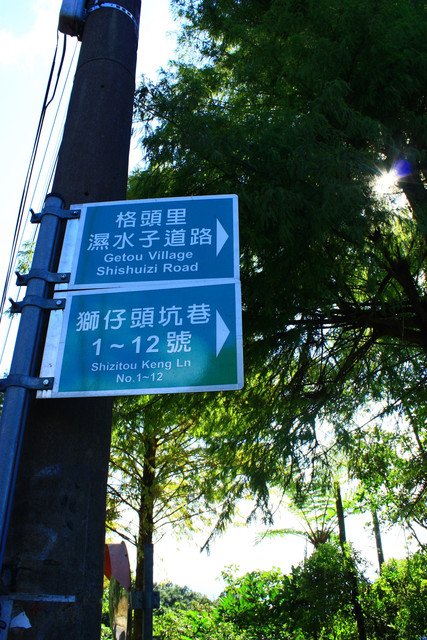 格頭里
濕水子道路
Getou Village
Shishuizi Road
獅仔頭坑巷
1~12號
Shizitou Keng Ln
No.1~12